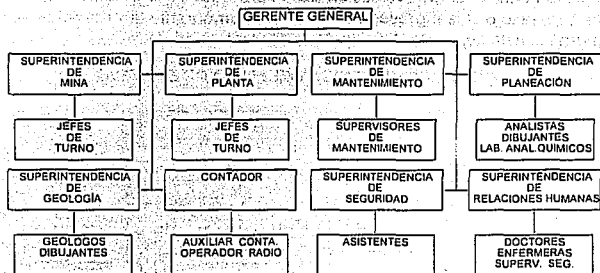 GERENTE GENERAL
SUPERINTENDENCIA
DE
MINA
SUPERINTENDENCIA
DE
PLANTA
SUPERINTENDENCIA
DE
MANTENIMIENTO
SUPERINTENDENCIA
DE
PLANEACIÓN
JEFES
DE
TURNO
JEFES
DE
TURNO
SUPERVISORES
DE
MANTENIMIENTO
ANALISTAS
DIBUJANTES
LAB. ANAL.QUIMICOS
SUPERINTENDENCIA
DE
GEOLOGÍA
CONTADOR
SUPERINTENDENCIA
DE
SEGURIDAD
SUPERINTENDENCIA
DE
RELACIONES HUMANAS
GEOLOGOS
DIBUJANTES
AUXILIAR CONTA.
OPERADOR RADIO
ASISTENTES
DOCTORES
ENFERMERAS
SUPERV. SEG.